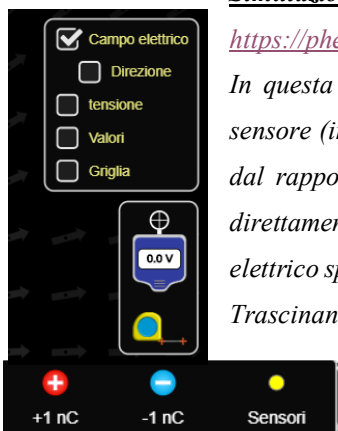 https://phe
In questa
sensore (in
dal rappo
direttamen
elettrico sp
Trascinan
Campo elettrico
Direzione
tensione
Valori
Griglia
0.0 V
+1 nC
-1 nC
Sensori